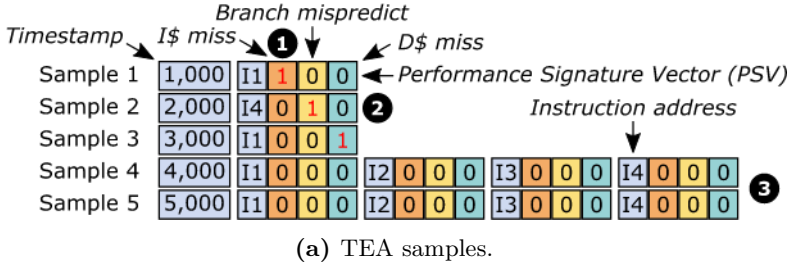 Branch mispredict
Timestamp I$ miss 1 D$ miss
Sample 1 1,000 I1 1 0 0 Performance Signature Vector (PSV)
Sample 2 2,000 I4 0 1 0 2 Instruction address
Sample 3 3,000 I1 0 0 1
Sample 4 4,000 I1 0 0 0 I2 0 0 0 I3 0 0 0 I4 0 0 0
3
Sample 5 5,000 I1 0 0 0 I2 0 0 0 I3 0 0 0 I4 0 0 0
(a) TEA samples.